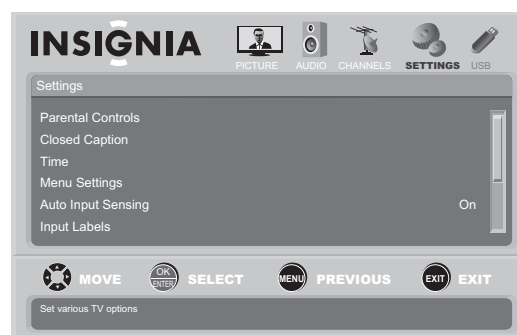 INSIGNIA
PICTURE AUDIO CHANNELS SETTINGS USB
Settings
Parental Controls
Closed Caption
Time
Menu Settings
Auto Input Sensing On
Input Labels
MOVE OK ENTER SELECT MENU PREVIOUS EXIT EXIT
Set various TV options